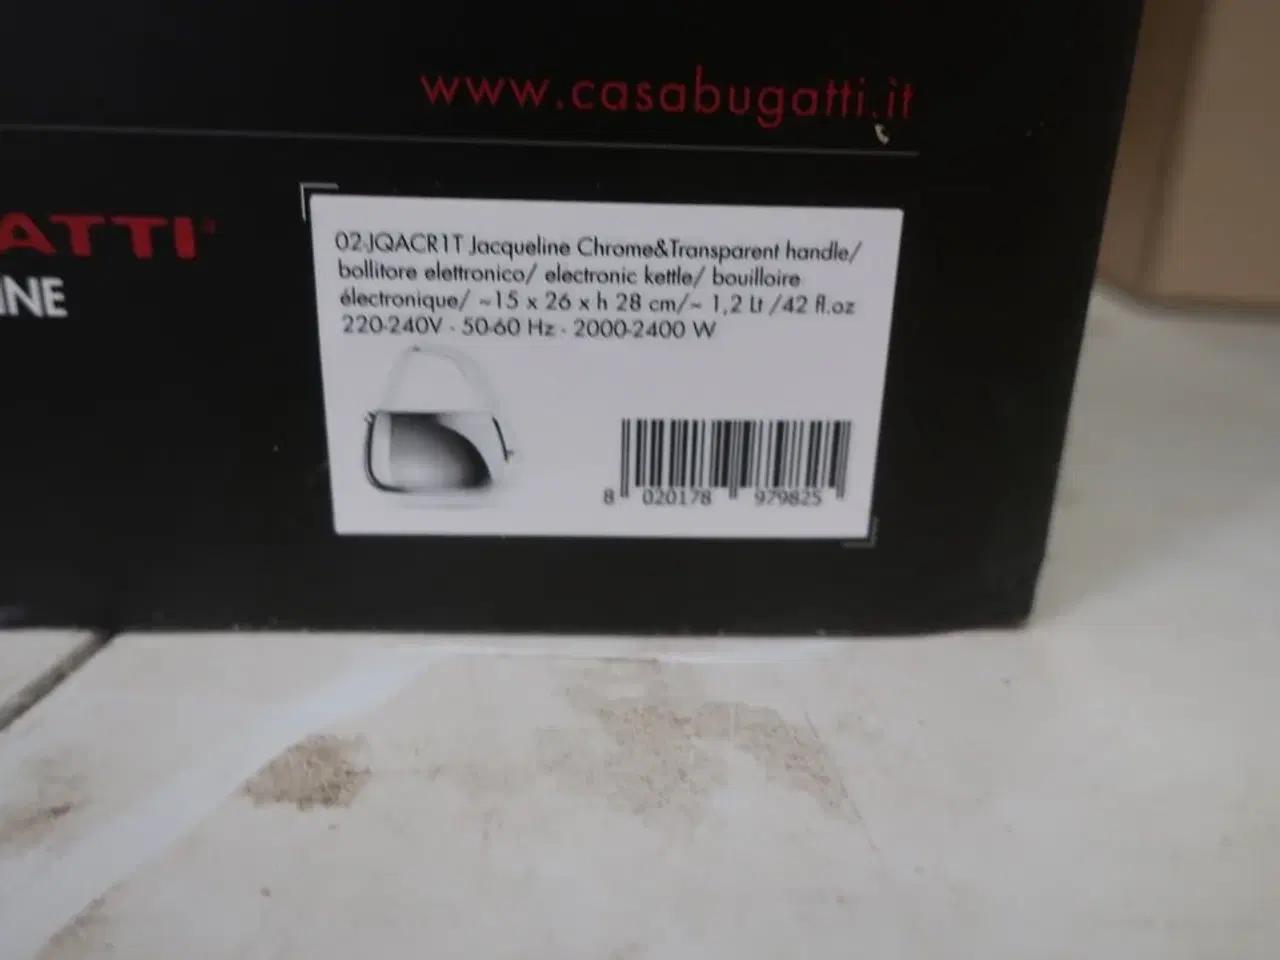 www.casabugatti.it
ATTI
INE
02-JQACR1T Jacqueline Chrome&Transparent handle/
bollitore elettronico/ electronic kettle/ bouilloire
électronique/ ~15 x 26 x h 28 cm/~ 1,2 Lt /42 fl.oz
220-240V - 50-60 Hz - 2000-2400 W
8 020178 979825